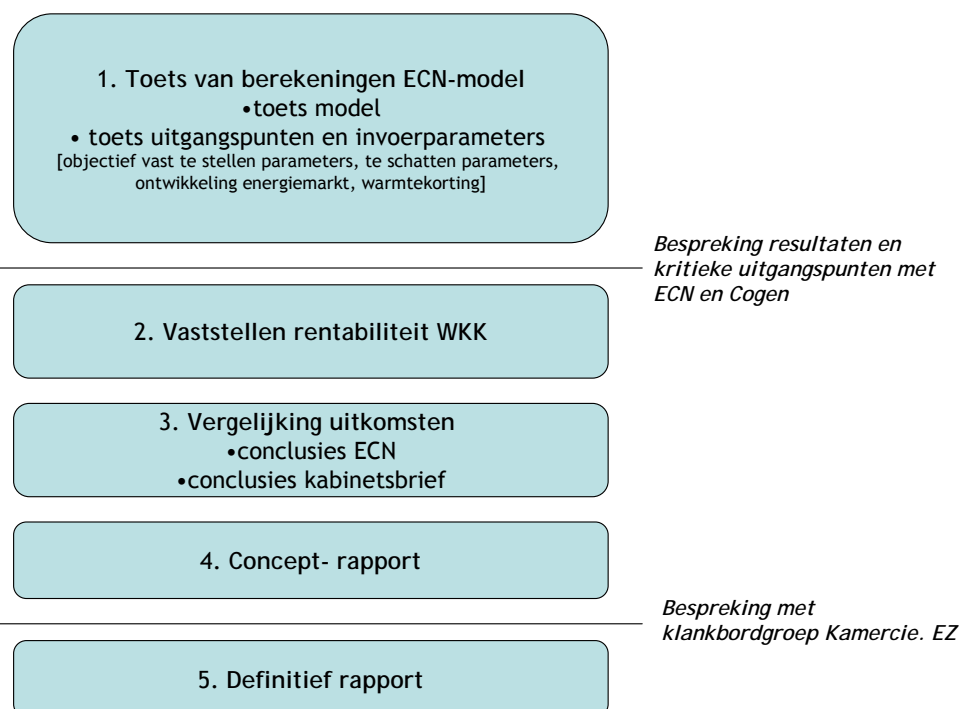 1. Toets van berekeningen ECN-model
•toets model
• toets uitgangspunten en invoerparameters
[objectief vast te stellen parameters, te schatten parameters,
ontwikkeling energiemarkt, warmtekorting]
Bespreking resultaten en
kritieke uitgangspunten met
ECN en Cogen
2. Vaststellen rentabiliteit WKK
3. Vergelijking uitkomsten
•conclusies ECN
•conclusies kabinetsbrief
4. Concept- rapport
Bespreking met
klankbordgroep Kamercie. EZ
5. Definitief rapport